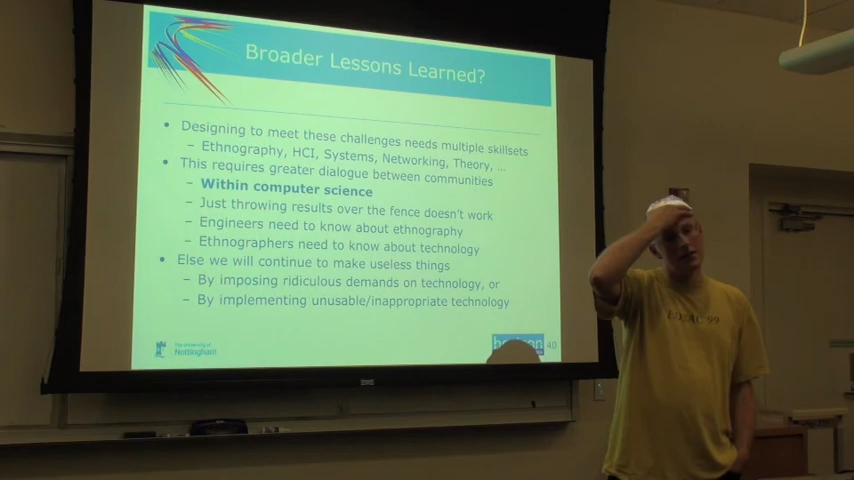 Broader Lessons Learned?
• Designing to meet these challenges needs multiple skillsets
– Ethnography, HCI, Systems, Networking, Theory, ...
• This requires greater dialogue between communities
– Within computer science
– Just throwing results over the fence doesn't work
– Engineers need to know about ethnography
– Ethnographers need to know about technology
• Else we will continue to make useless things
– By imposing ridiculous demands on technology, or
– By implementing unusable/inappropriate technology
The University of
Nottingham
40